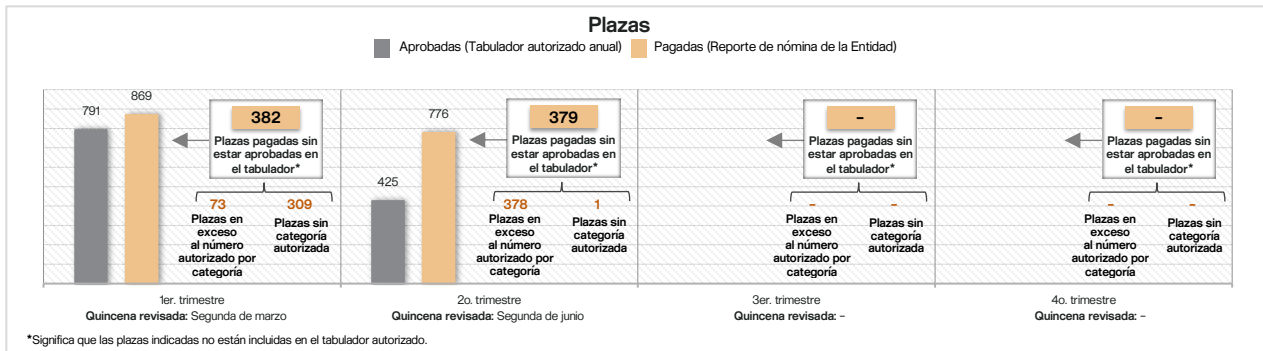 Plazas
Aprobadas (Tabulador autorizado anual)
Pagadas (Reporte de nómina de la Entidad)
791
869
382
Plazas pagadas sin
estar aprobadas en
el tabulador*
73
309
Plazas en
exceso
al número
autorizado por
categoría
Plazas sin
categoría
autorizada
1er. trimestre
Quincena revisada: Segunda de marzo
425
776
379
Plazas pagadas sin
estar aprobadas en
el tabulador*
378
1
Plazas en
exceso
al número
autorizado por
categoría
Plazas sin
categoría
autorizada
2o. trimestre
Quincena revisada: Segunda de junio
-
Plazas pagadas sin
estar aprobadas en
el tabulador*
-
-
Plazas en
exceso
al número
autorizado por
categoría
Plazas sin
categoría
autorizada
3er. trimestre
Quincena revisada: -
-
Plazas pagadas sin
estar aprobadas en
el tabulador*
-
-
Plazas en
exceso
al número
autorizado por
categoría
Plazas sin
categoría
autorizada
4o. trimestre
Quincena revisada: -
*Significa que las plazas indicadas no están incluidas en el tabulador autorizado.